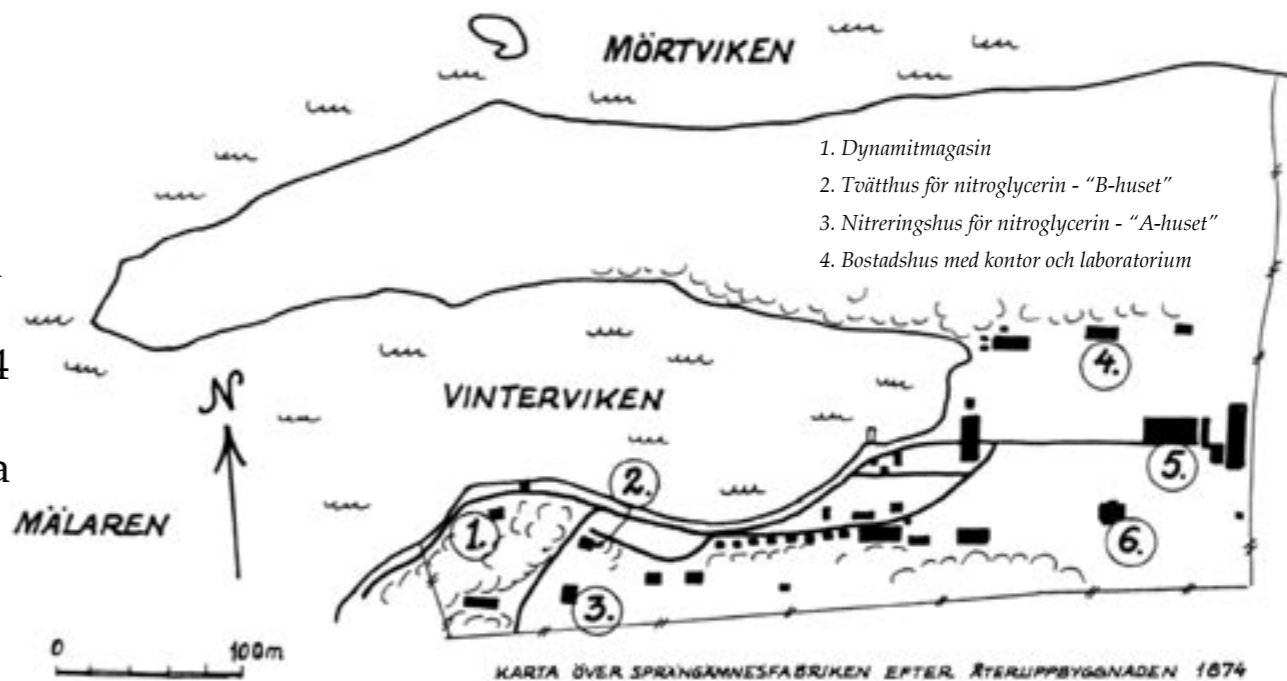 MÖRTVIKEN
1. Dynamitmagasin
2. Tvätthus för nitroglycerin - “B-huset”
3. Nitreringshus för nitroglycerin - “A-huset”
4. Bostadshus med kontor och laboratorium
4
4.
N
VINTERVIKEN
a
2.
5.
MÄLAREN
1.
6.
3.
0 100m
KARTA ÖVER SPRÄNGÄMNESFABRIKEN EFTER ÅTERUPPBYGGNADEN 1874